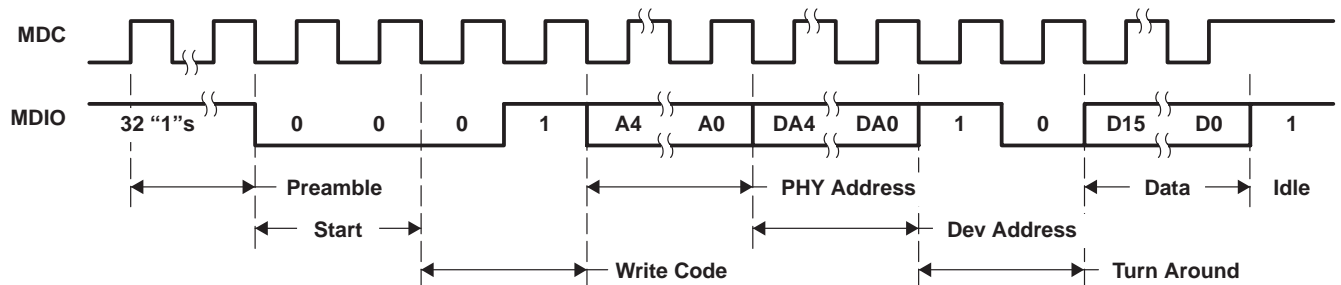 MDC
MDIO
32 “1”s 0 0 0 1 A4 A0 DA4 DA0 1 0 D15 D0 1
Preamble PHY Address Data Idle
Start Dev Address
Write Code Turn Around